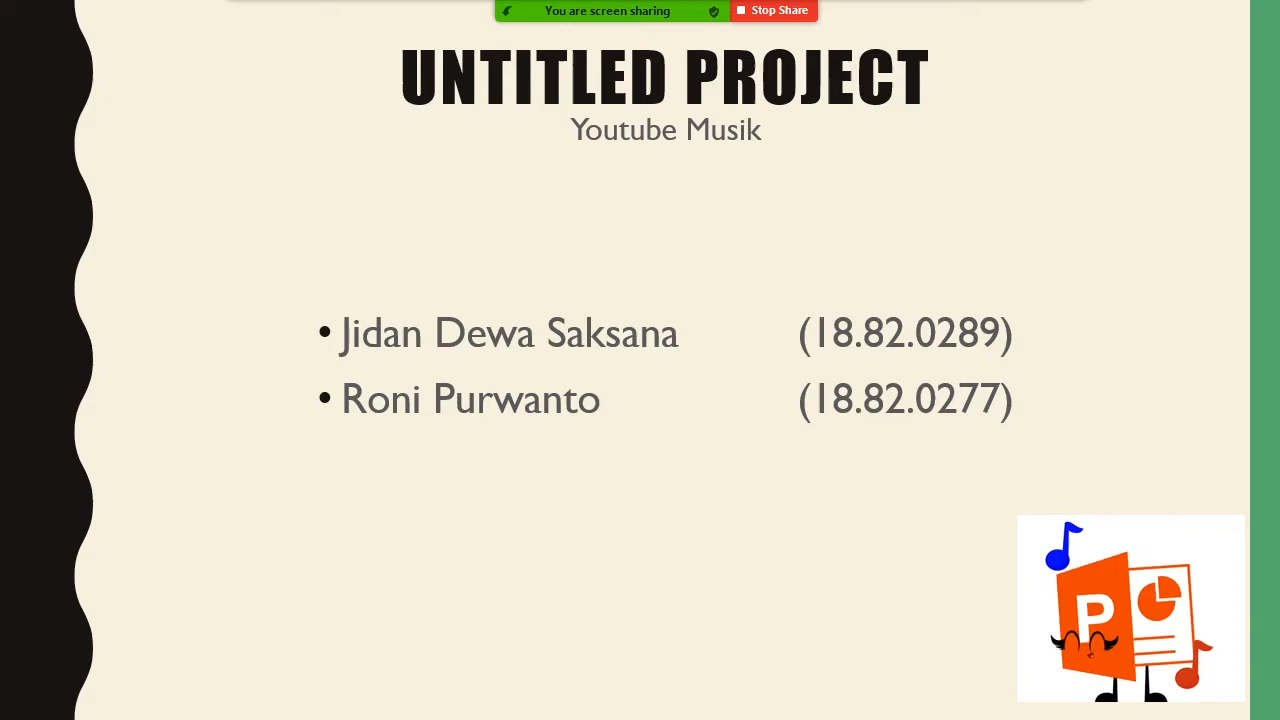 You are screen sharing Stop Share
UNTITLED PROJECT
Youtube Musik
• Jidan Dewa Saksana (18.82.0289)
• Roni Purwanto (18.82.0277)
P